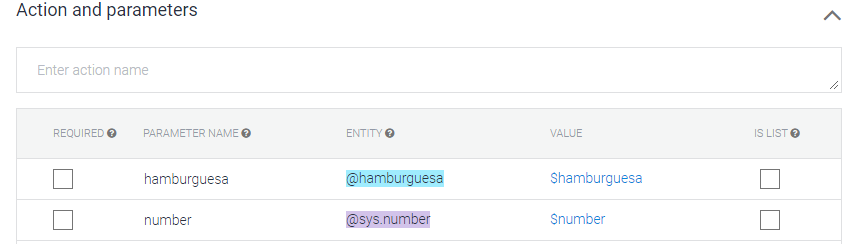 Action and parameters
Enter action name
REQUIRED PARAMETER NAME ENTITY VALUE IS LIST
hamburguesa @hamburguesa $hamburguesa
number @sys.number $number